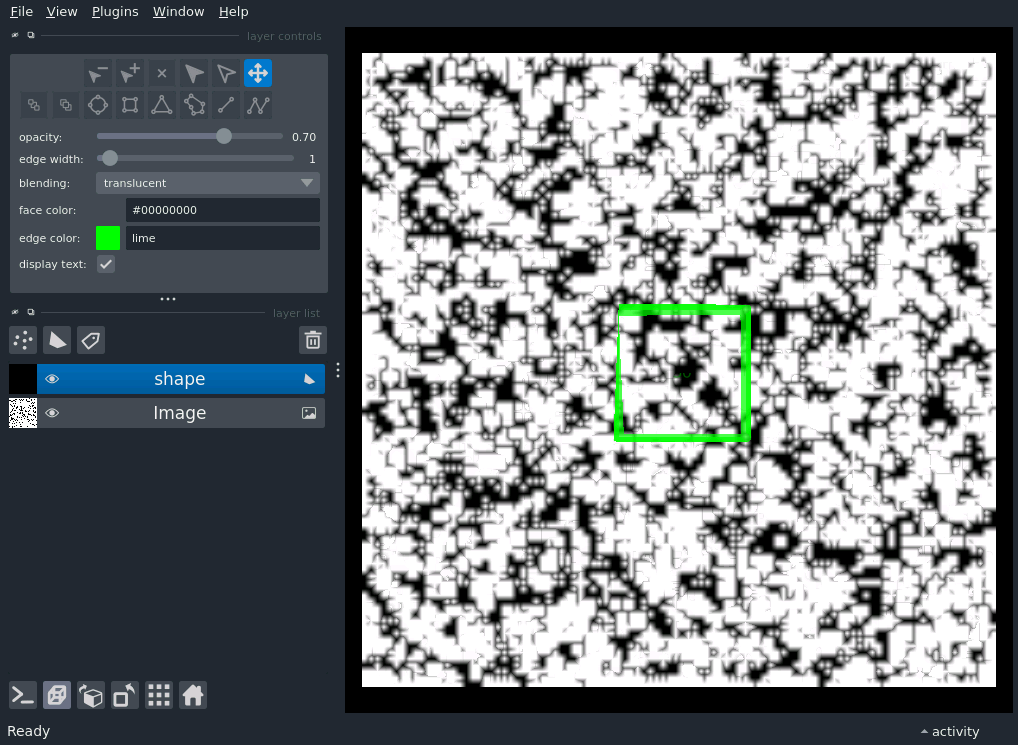 File View Plugins Window Help
layer controls
opacity: 0.70
edge width: 1
blending: translucent
face color: #00000000
edge color: lime
display text:
layer list
shape
Image
Ready
activity